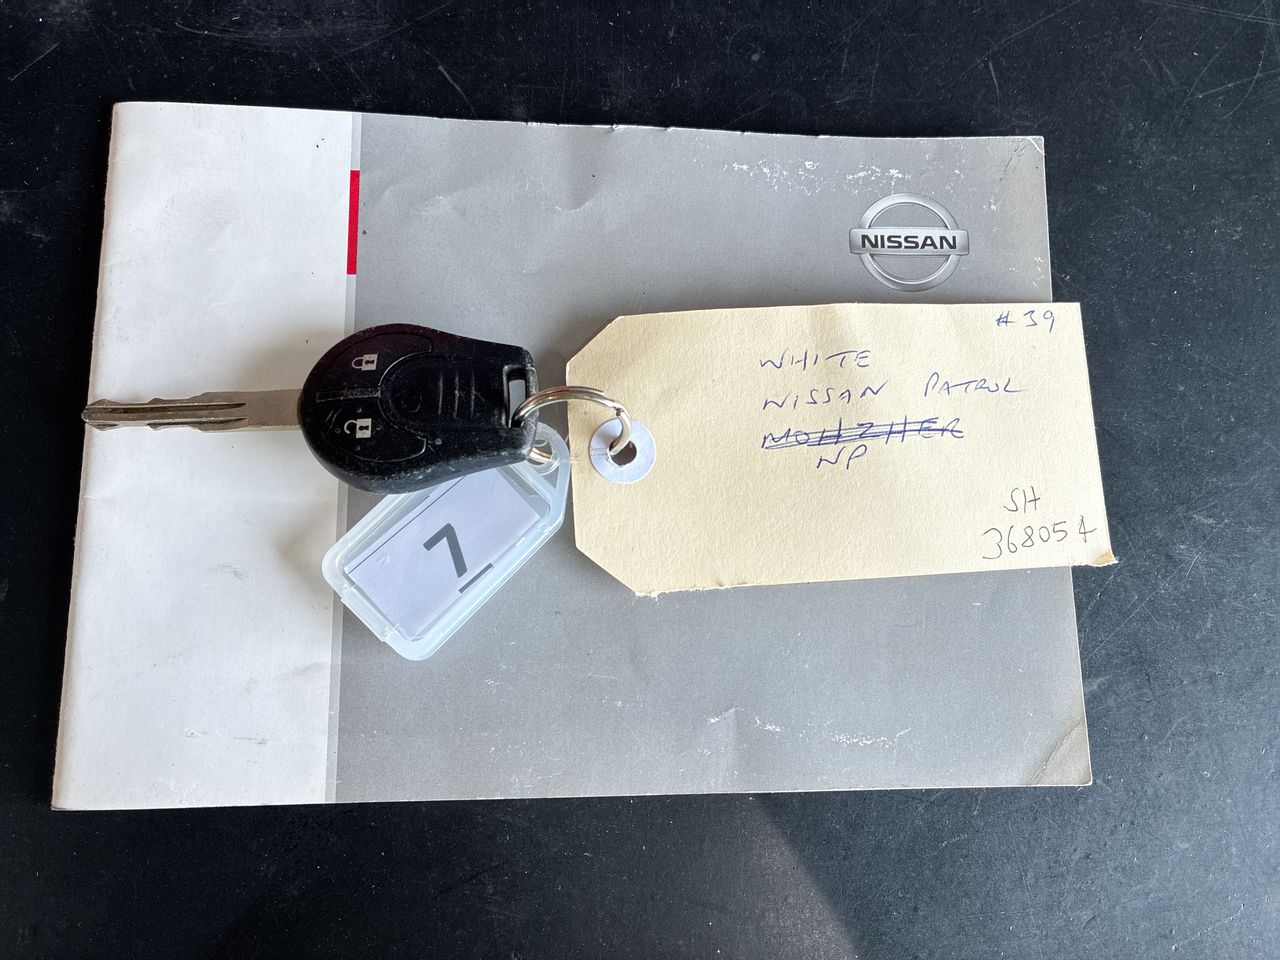 NISSAN
#39
WHITE
NISSAN PATROL
NP
SH
368054
7